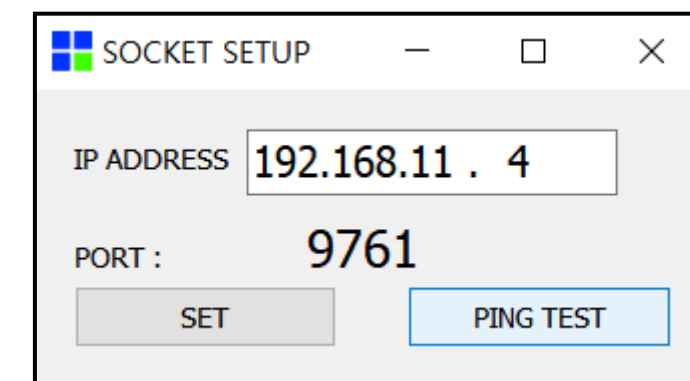 SOCKET SETUP
IP ADDRESS 192.168.11 . 4
PORT : 9761
SET PING TEST